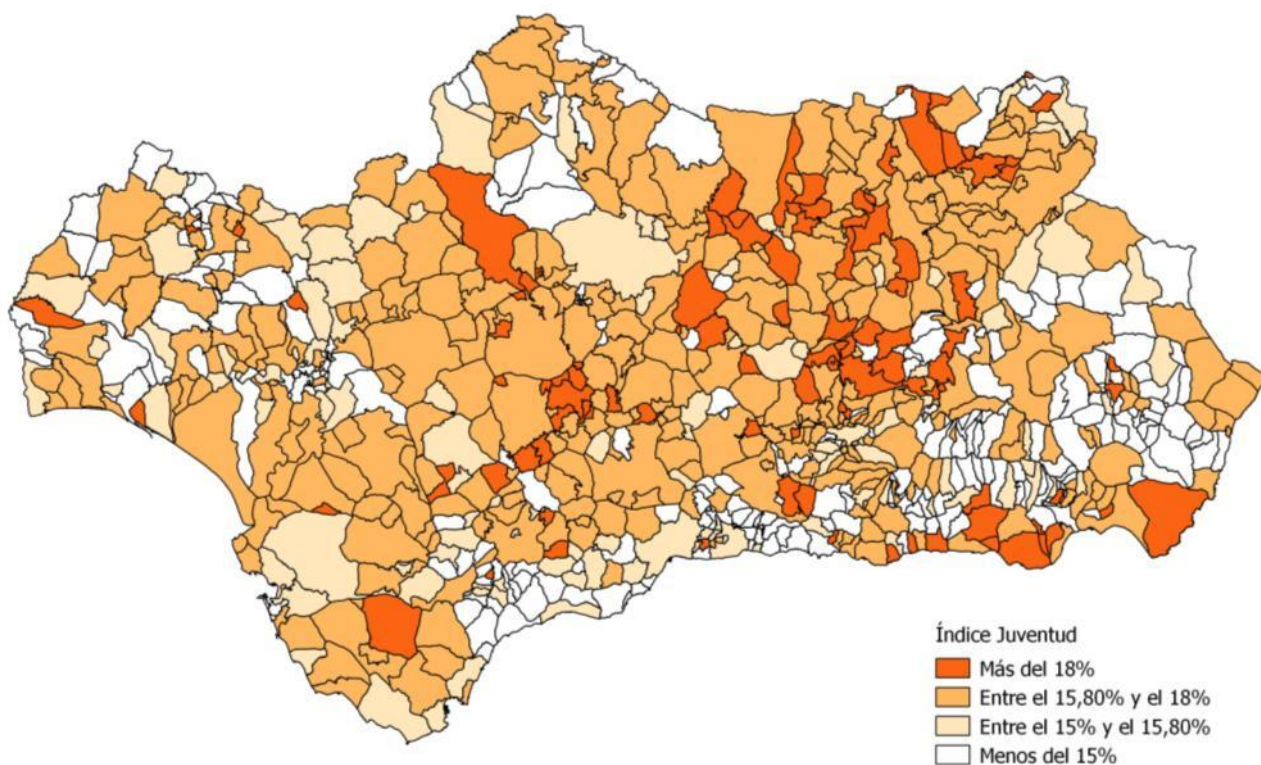 Índice Juventud
Más del 18%
Entre el 15,80% y el 18%
Entre el 15% y el 15,80%
Menos del 15%